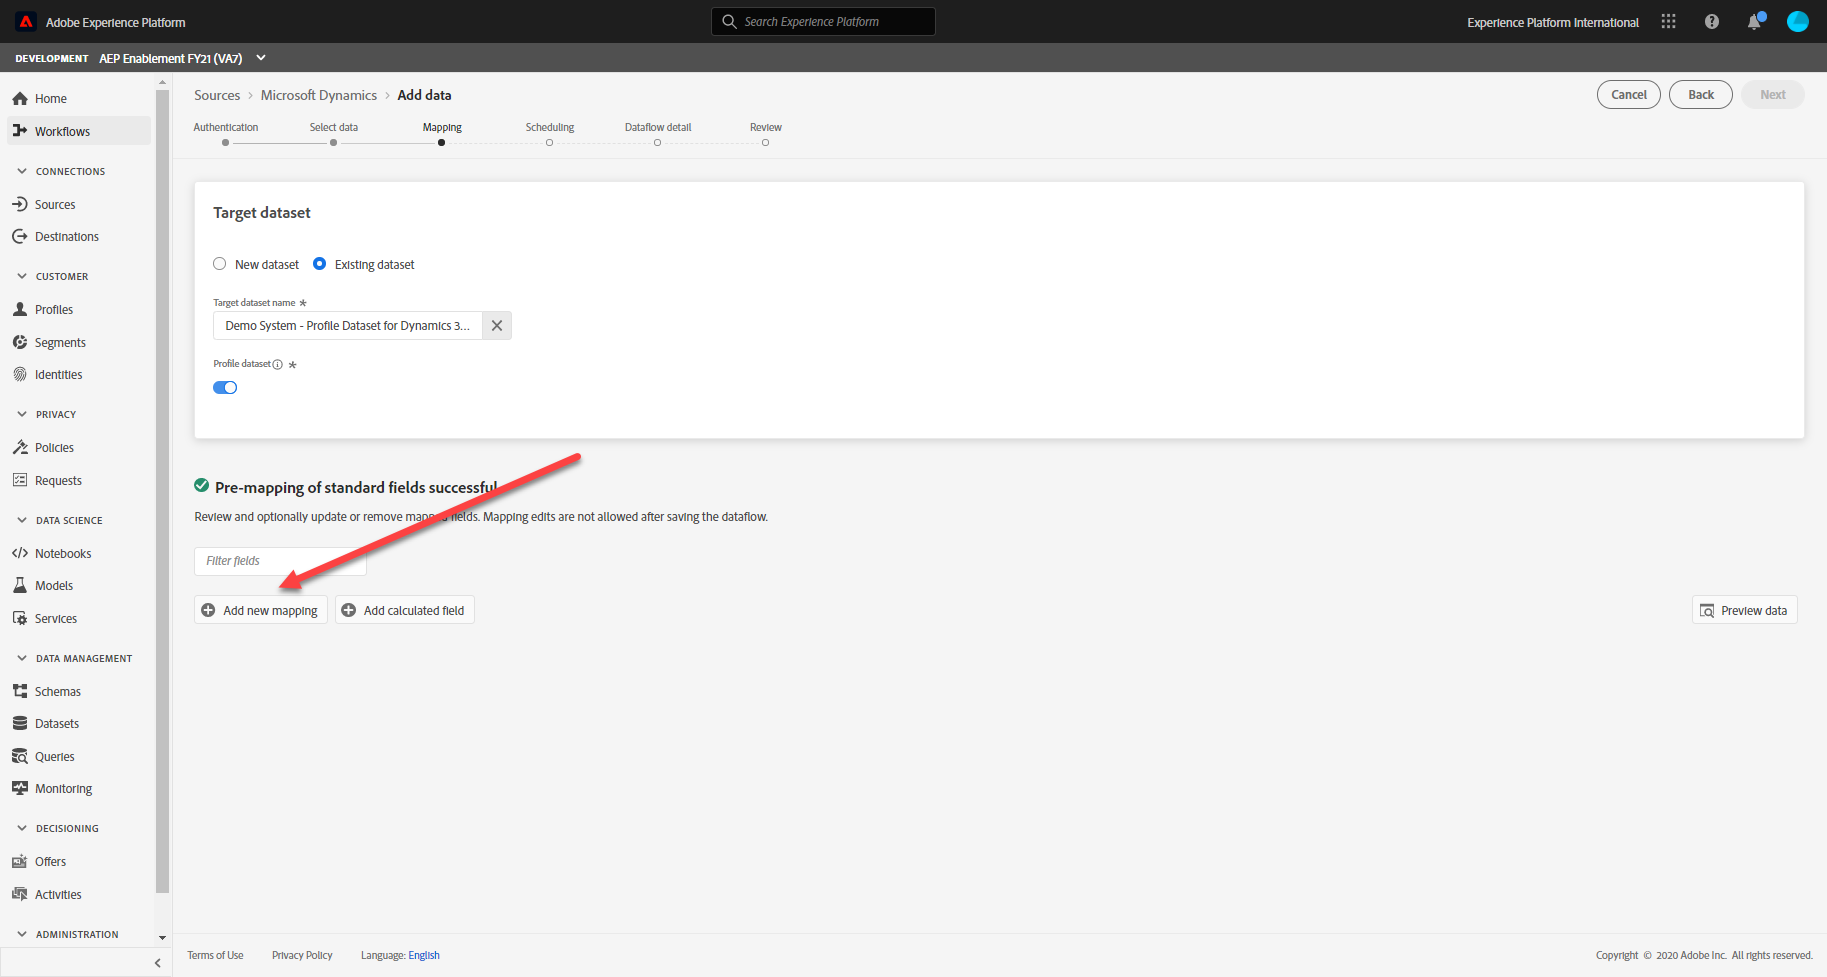 Adobe Experience Platform
Search Experience Platform
Experience Platform International
DEVELOPMENT AEP Enablement FY21 (VA7)
Home
Workflows
CONNECTIONS
Sources
Destinations
CUSTOMER
Profiles
Segments
Identities
PRIVACY
Policies
Requests
DATA SCIENCE
Notebooks
Models
Services
DATA MANAGEMENT
Schemas
Datasets
Queries
Monitoring
DECISIONING
Offers
Activities
ADMINISTRATION
Sources > Microsoft Dynamics > Add data
Cancel
Back
Next
Authentication
Select data
Mapping
Scheduling
Dataflow detail
Review
Target dataset
New dataset
Existing dataset
Target dataset name *
Demo System - Profile Dataset for Dynamics 3...
Profile dataset *
Pre-mapping of standard fields successful
Review and optionally update or remove mapped fields. Mapping edits are not allowed after saving the dataflow.
Filter fields
Add new mapping
Add calculated field
Preview data
Terms of Use
Privacy Policy
Language: English
Copyright © 2020 Adobe Inc. All rights reserved.